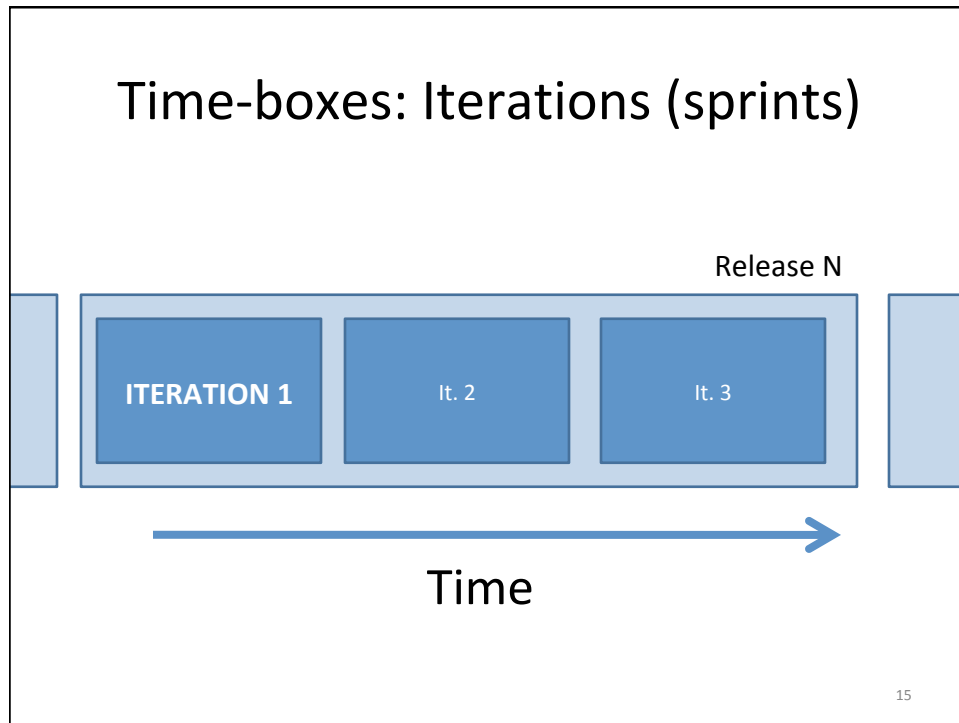 Time-boxes: Iterations (sprints)
Release N
ITERATION 1
It. 2
It. 3
Time
15